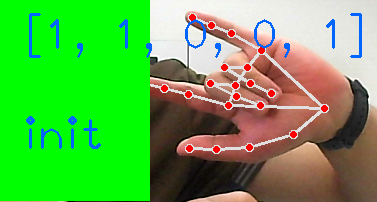 [1, 1, 0, 0, 1]
init